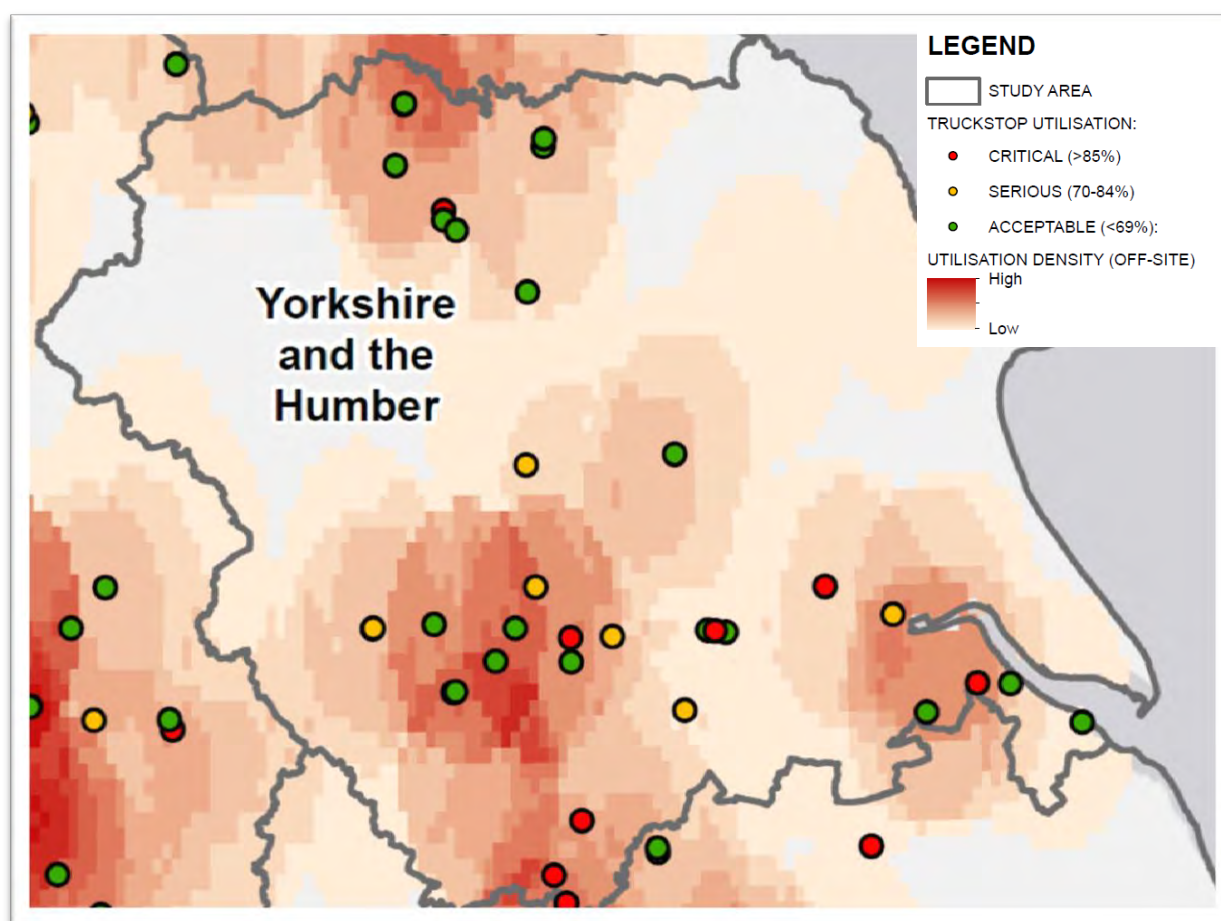 Yorkshire
and the
Humber
LEGEND
STUDY AREA
TRUCKSTOP UTILISATION:
CRITICAL (>85%)
SERIOUS (70-84%)
ACCEPTABLE (<69%):
UTILISATION DENSITY (OFF-SITE)
High
Low